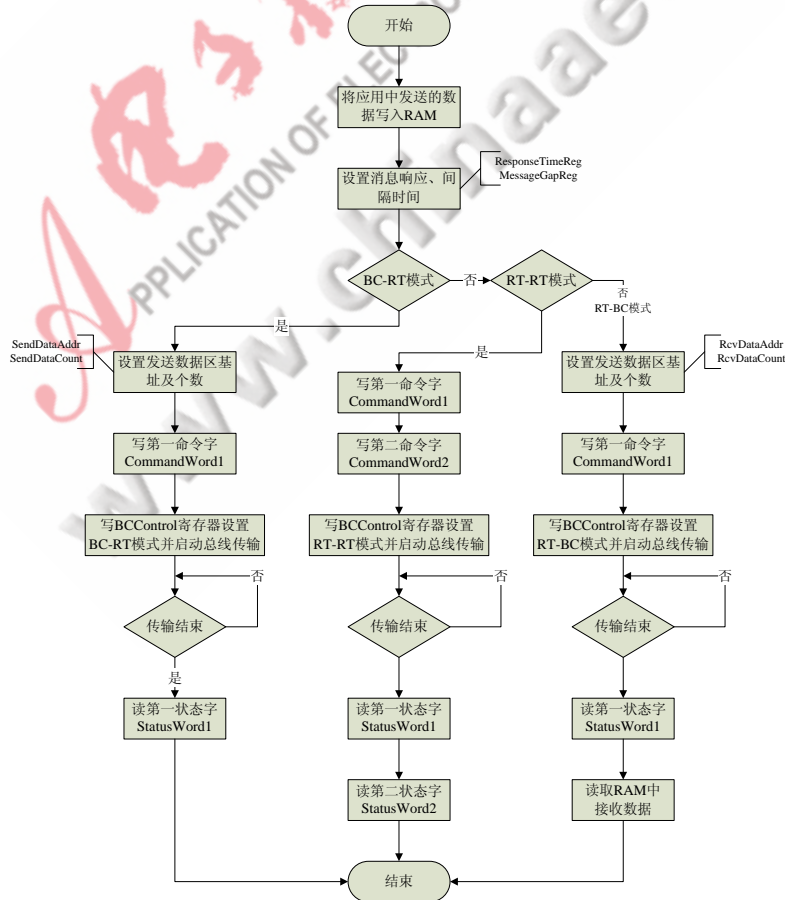 开始
将应用中发送的数
据写入RAM
设置消息响应、间
隔时间
ResponseTimeReg
MessageGapReg
BC-RT模式
否
RT-RT模式
否
RT-BC模式
是
是
SendDataAddr
SendDataCount
设置发送数据区基
址及个数
写第一命令字
CommandWord1
写BCControl寄存器设置
BC-RT模式并启动总线传输
否
传输结束
是
读第一状态字
StatusWord1
写第一命令字
CommandWord1
写第二命令字
CommandWord2
写BCControl寄存器设置
RT-RT模式并启动总线传输
否
传输结束
读第一状态字
StatusWord1
读第二状态字
StatusWord2
设置发送数据区基
址及个数
RcvDataAddr
RcvDataCount
写第一命令字
CommandWord1
写BCControl寄存器设置
RT-BC模式并启动总线传输
否
传输结束
读第一状态字
StatusWord1
读取RAM中
接收数据
结束
APPLICATION OF ELEC
www.chinaae